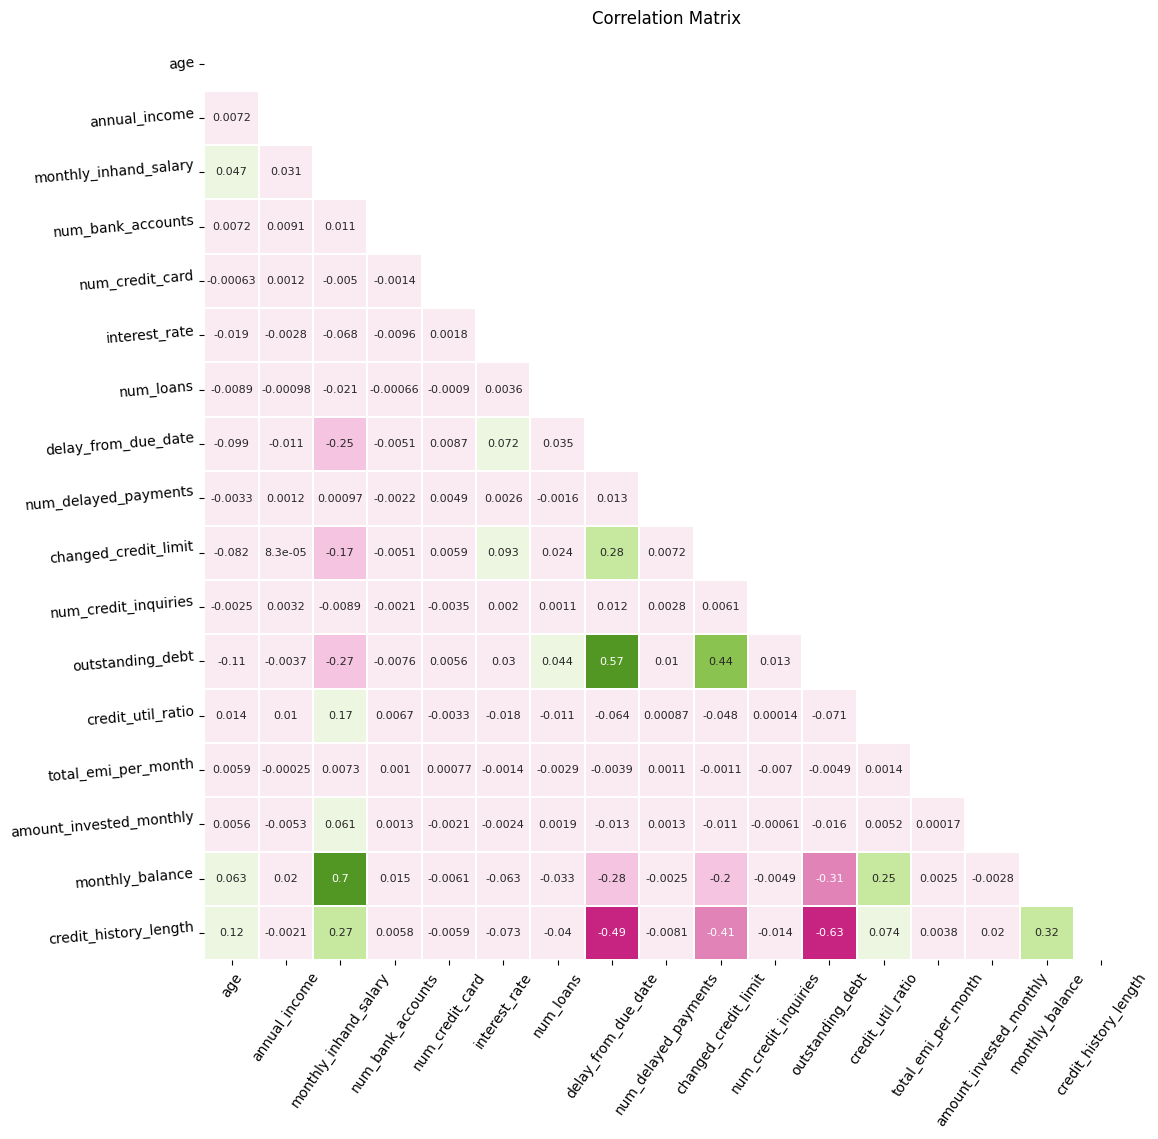 Correlation Matrix
age
annual_income 0.0072
monthly_inhand_salary 0.047 0.031
num_bank_accounts 0.0072 0.0091 0.011
num_credit_card -0.00063 0.0012 -0.005 -0.0014
interest_rate -0.019 -0.0028 -0.068 -0.0096 0.0018
num_loans -0.0089 -0.00098 -0.021 -0.00066 -0.0009 0.0036
delay_from_due_date -0.099 -0.011 -0.25 -0.0051 0.0087 0.072 0.035
num_delayed_payments -0.0033 0.0012 0.00097 -0.0022 0.0049 0.0026 -0.0016 0.013
changed_credit_limit -0.082 8.3e-05 -0.17 -0.0051 0.0059 0.093 0.024 0.28 0.0072
num_credit_inquiries -0.0025 0.0032 -0.0089 -0.0021 -0.0035 0.002 0.0011 0.012 0.0028 0.0061
outstanding_debt -0.11 -0.0037 -0.27 -0.0076 0.0056 0.03 0.044 0.57 0.01 0.44 0.013
credit_util_ratio 0.014 0.01 0.17 0.0067 -0.0033 -0.018 -0.011 -0.064 0.00087 -0.048 0.00014 -0.071
total_emi_per_month 0.0059 -0.00025 0.0073 0.001 0.00077 -0.0014 -0.0029 -0.0039 0.0011 -0.0011 -0.007 -0.0049 0.0014
amount_invested_monthly 0.0056 -0.0053 0.061 0.0013 -0.0021 -0.0024 0.0019 -0.013 0.0013 -0.011 -0.00061 -0.016 0.0052 0.00017
monthly_balance 0.063 0.02 0.7 0.015 -0.0061 -0.063 -0.033 -0.28 -0.0025 -0.2 -0.0049 -0.31 0.25 0.0025 -0.0028
credit_history_length 0.12 -0.0021 0.27 0.0058 -0.0059 -0.073 -0.04 -0.49 -0.0081 -0.41 -0.014 -0.63 0.074 0.0038 0.02 0.32
age annual_income monthly_inhand_salary num_bank_accounts num_credit_card interest_rate num_loans delay_from_due_date num_delayed_payments changed_credit_limit num_credit_inquiries outstanding_debt credit_util_ratio total_emi_per_month amount_invested_monthly monthly_balance credit_history_length